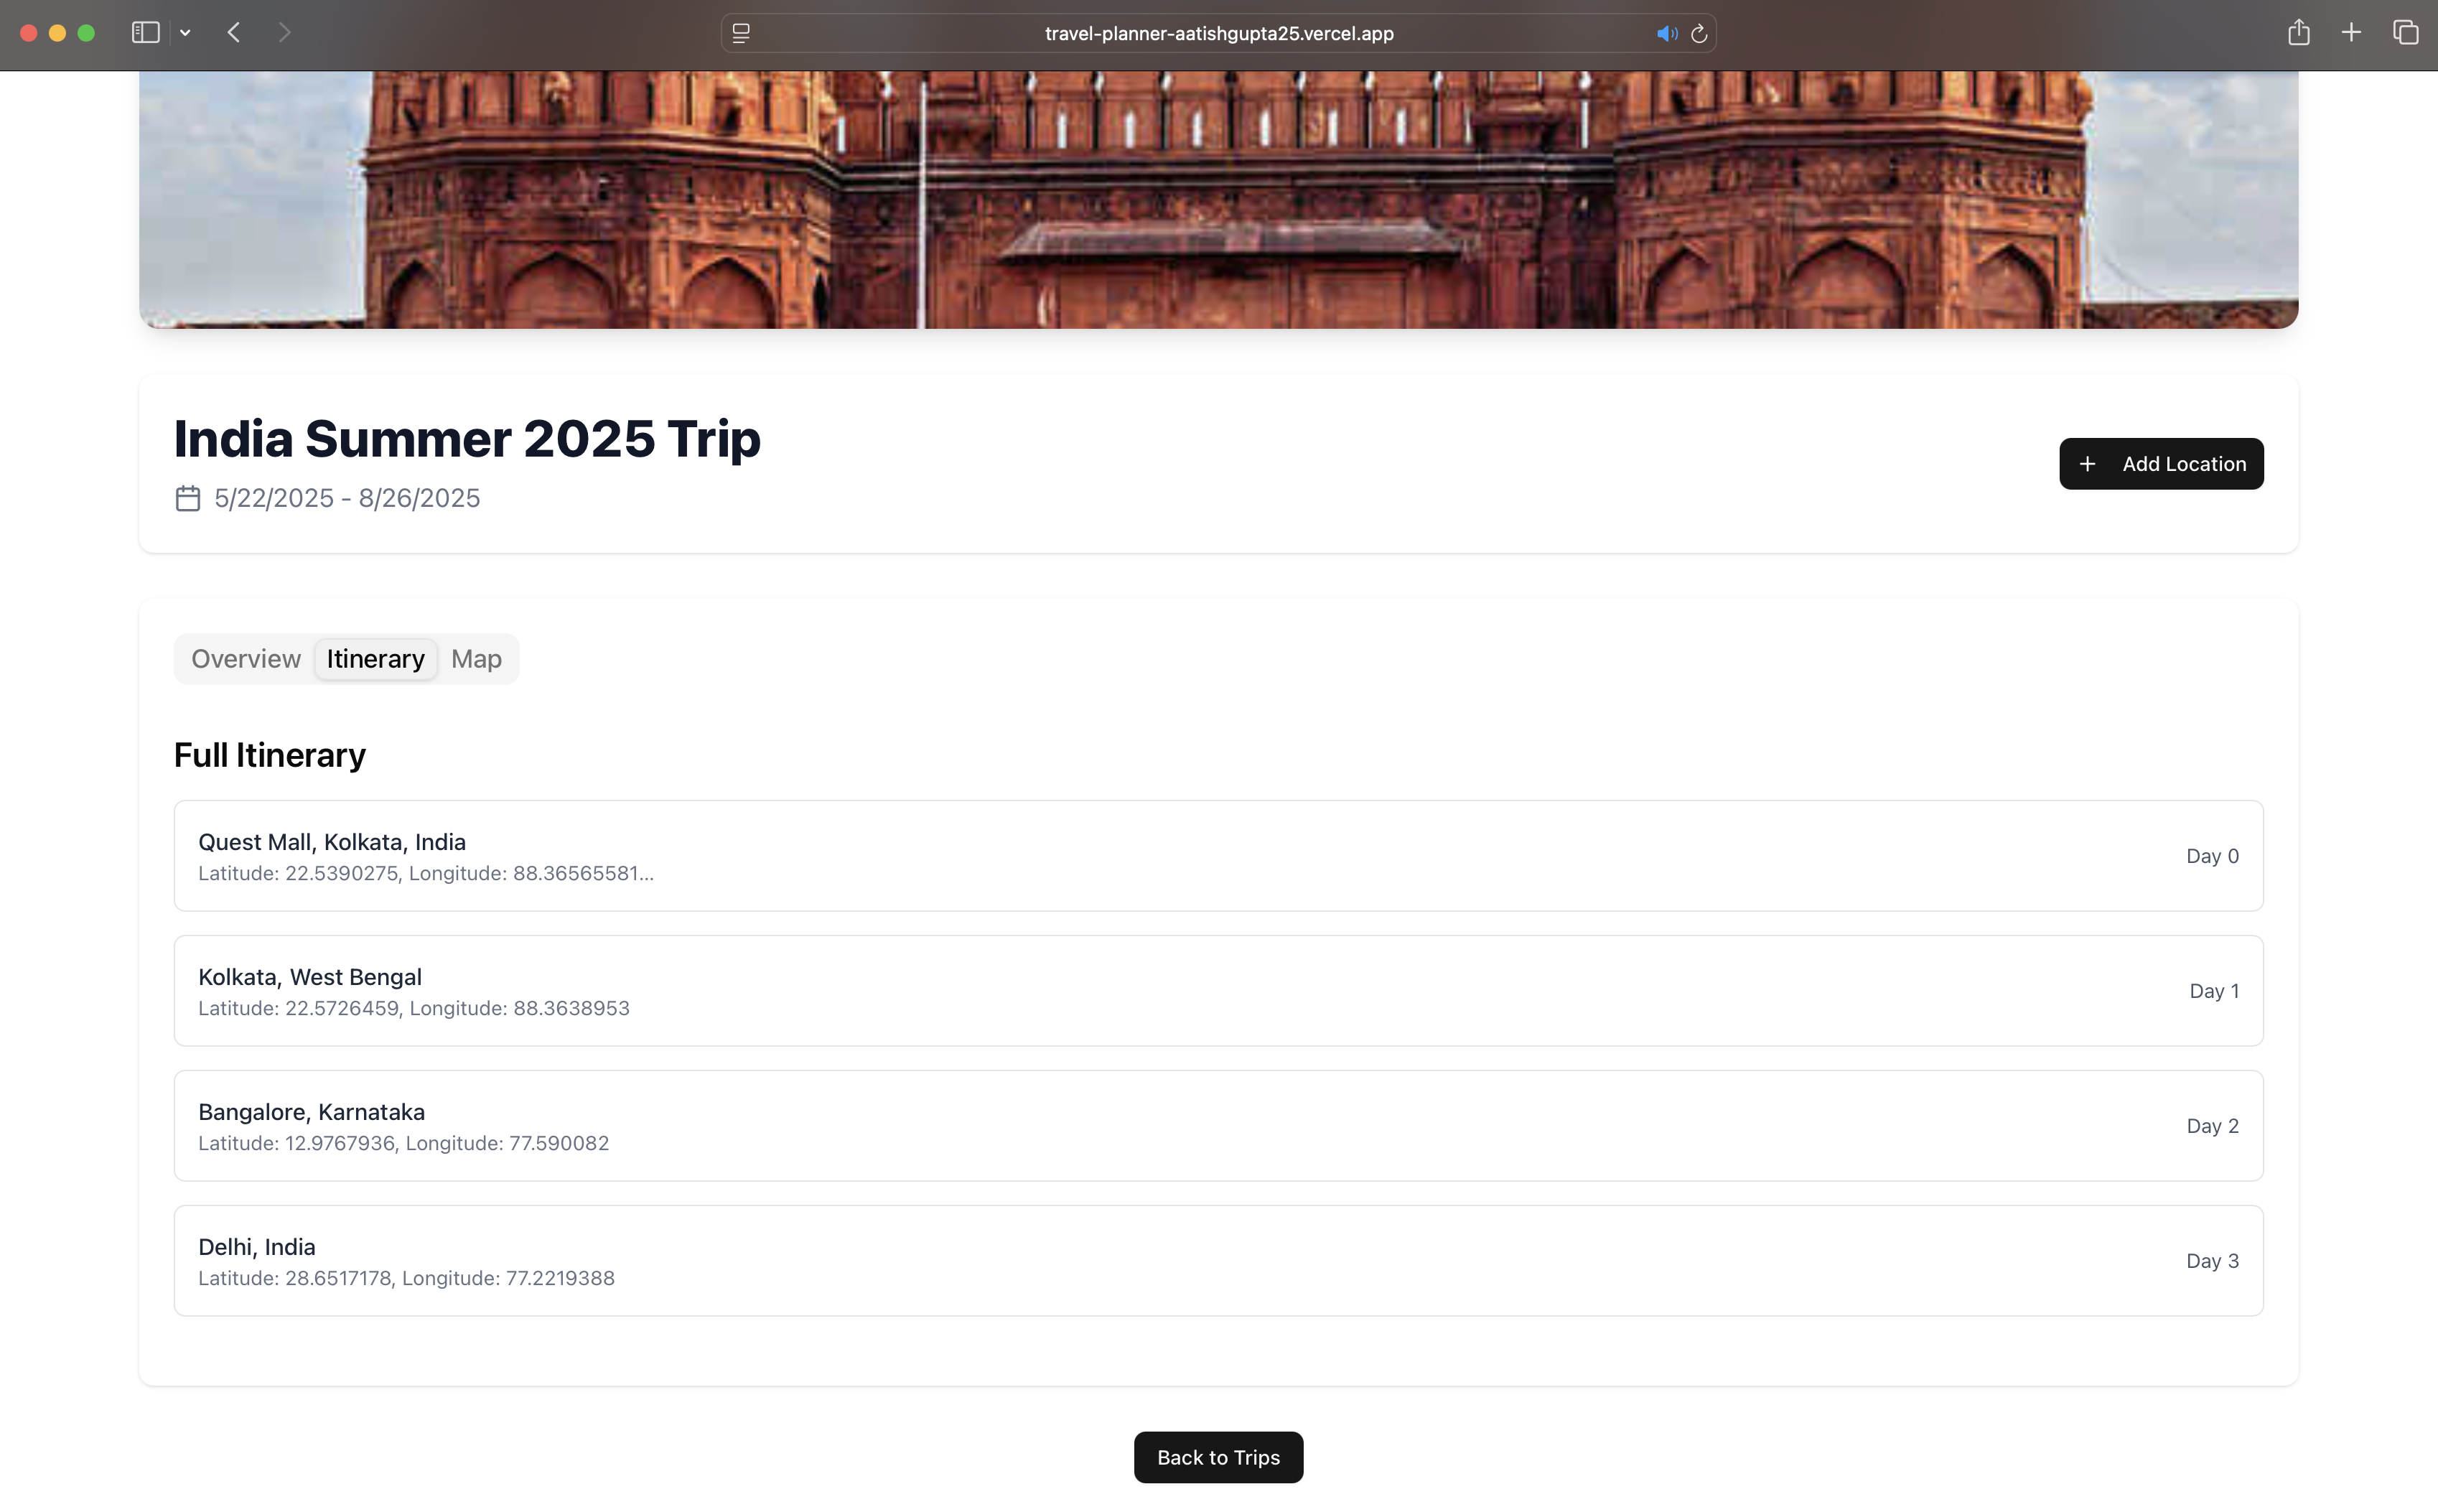 travel-planner-aatishgupta25.vercel.app
India Summer 2025 Trip
5/22/2025 - 8/26/2025
+ Add Location
Overview Itinerary Map
Full Itinerary
Quest Mall, Kolkata, India
Latitude: 22.5390275, Longitude: 88.36565581...
Day 0
Kolkata, West Bengal
Latitude: 22.5726459, Longitude: 88.3638953
Day 1
Bangalore, Karnataka
Latitude: 12.9767936, Longitude: 77.590082
Day 2
Delhi, India
Latitude: 28.6517178, Longitude: 77.2219388
Day 3
Back to Trips